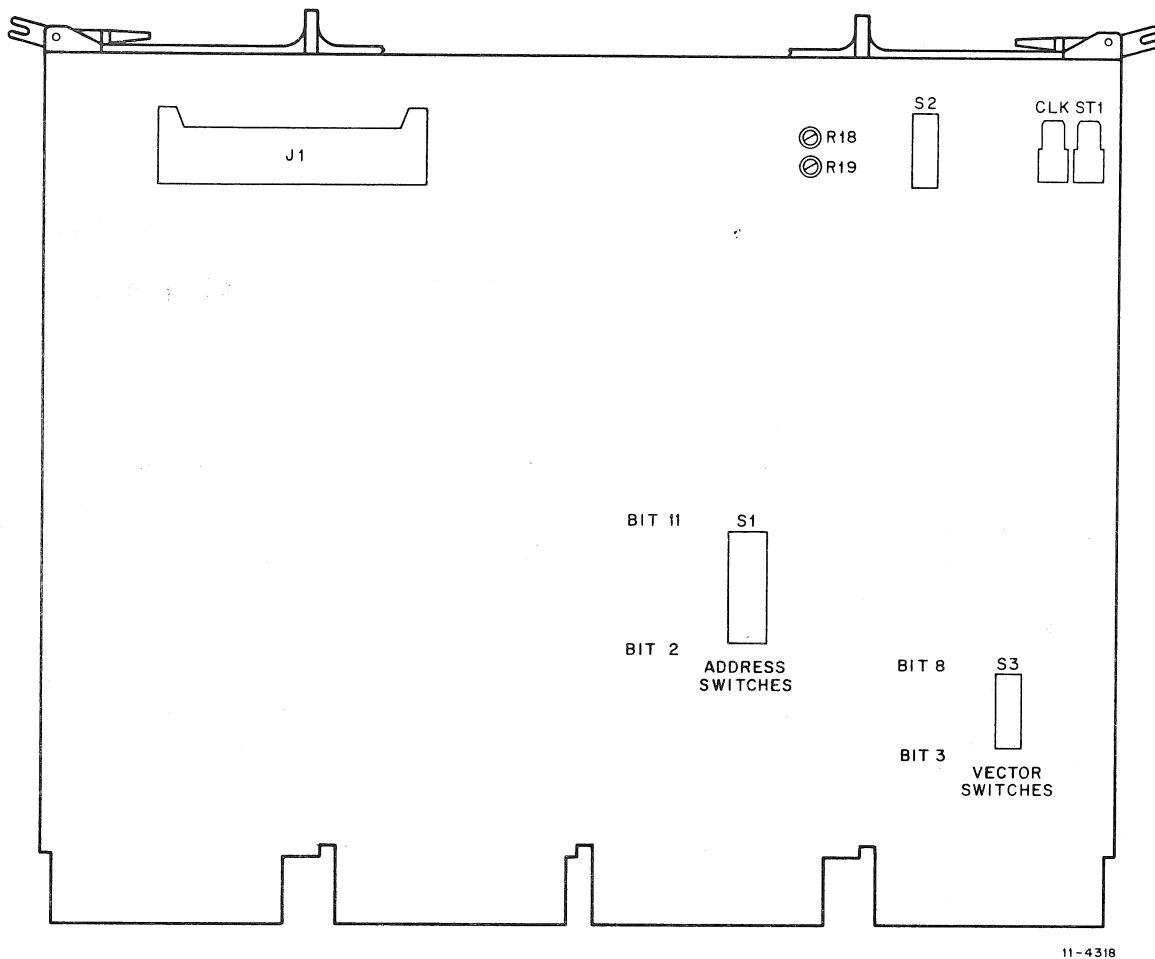 S2
CLK ST1
J1
R18
R19
BIT 11
S1
BIT 2
ADDRESS
SWITCHES
BIT 8
S3
BIT 3
VECTOR
SWITCHES
11-4318